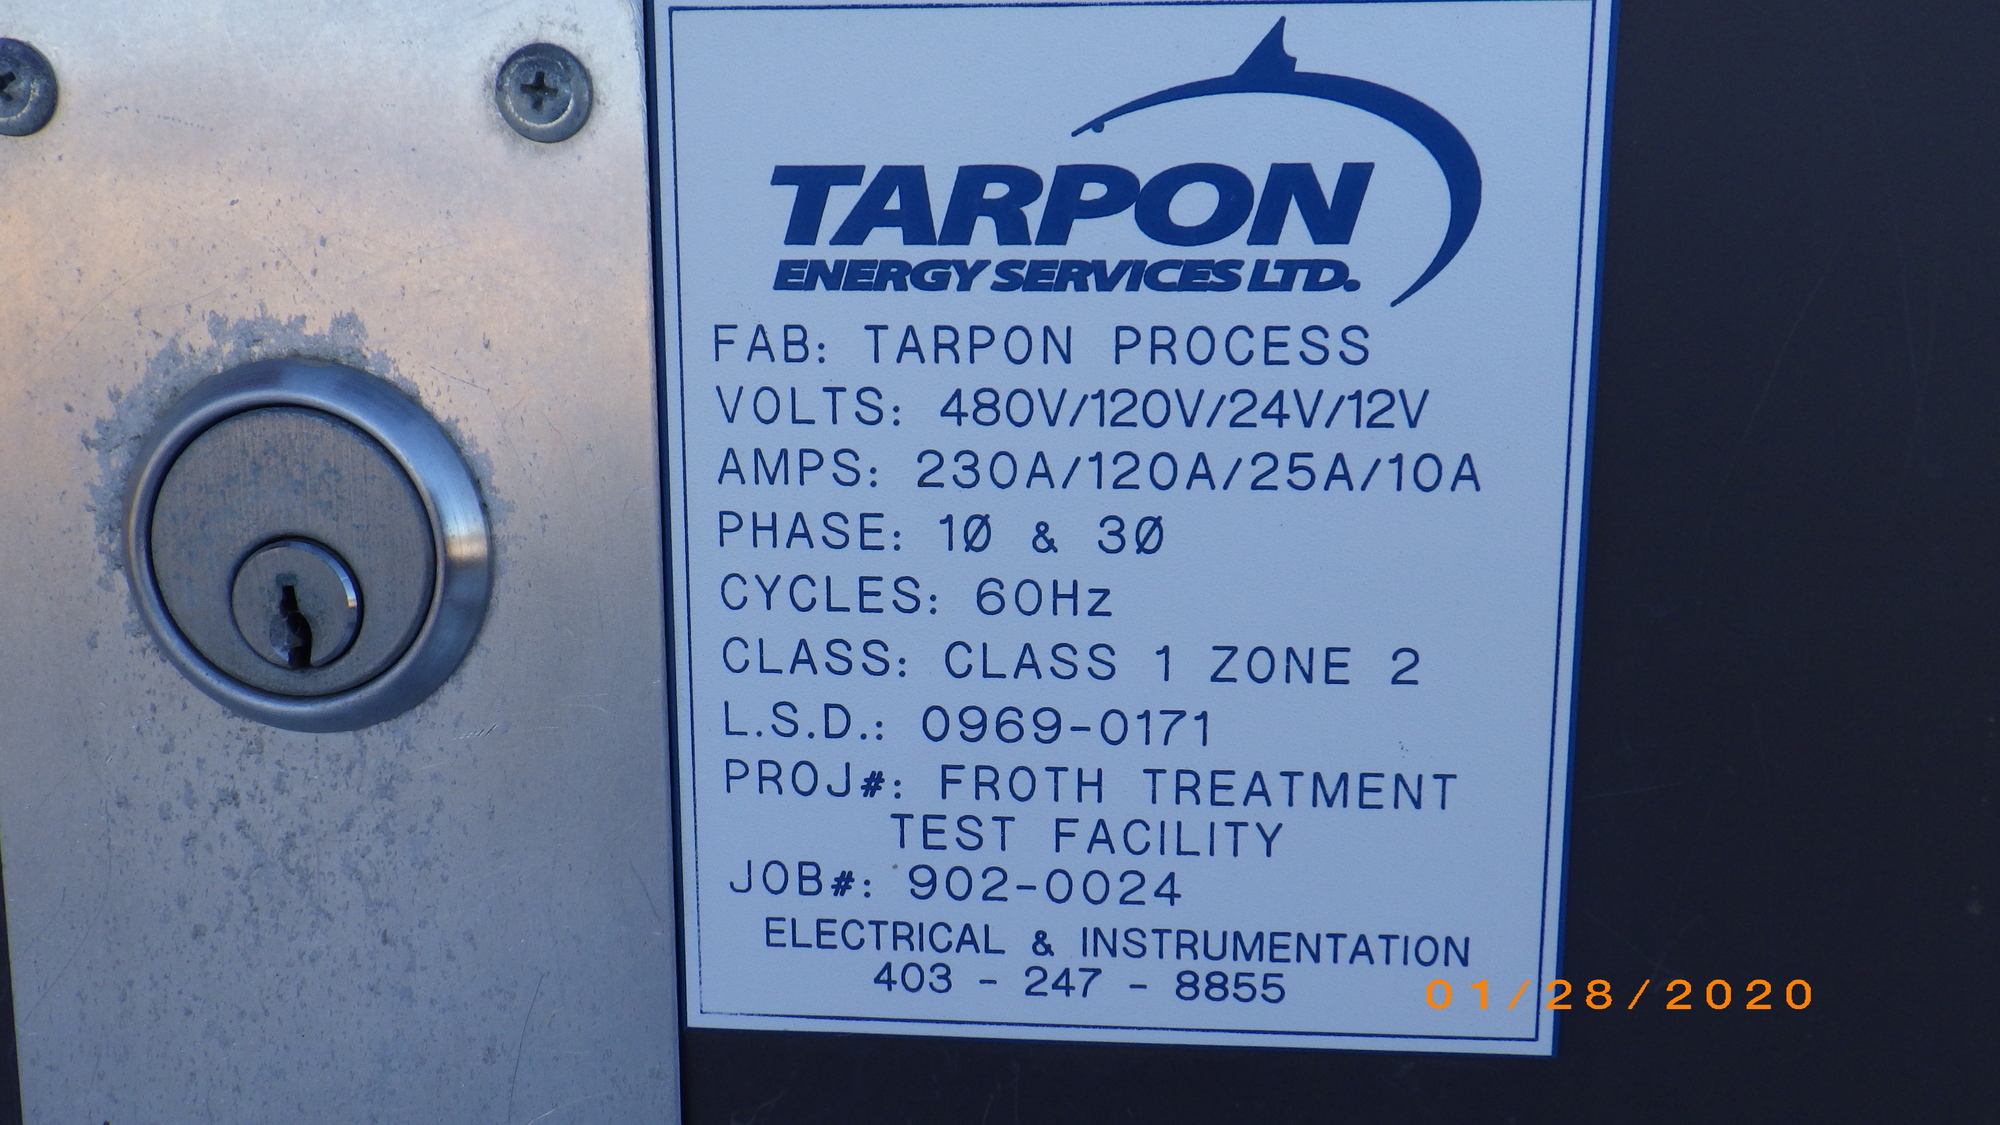 TARPON
ENERGY SERVICES LTD.
FAB: TARPON PROCESS
VOLTS: 480V/120V/24V/12V
AMPS: 230A/120A/25A/10A
PHASE: 1Ø & 3Ø
CYCLES: 60Hz
CLASS: CLASS 1 ZONE 2
L.S.D.: 0969-0171
PROJ#: FROTH TREATMENT
TEST FACILITY
JOB#: 902-0024
ELECTRICAL & INSTRUMENTATION
403 - 247 - 8855
01/28/2020